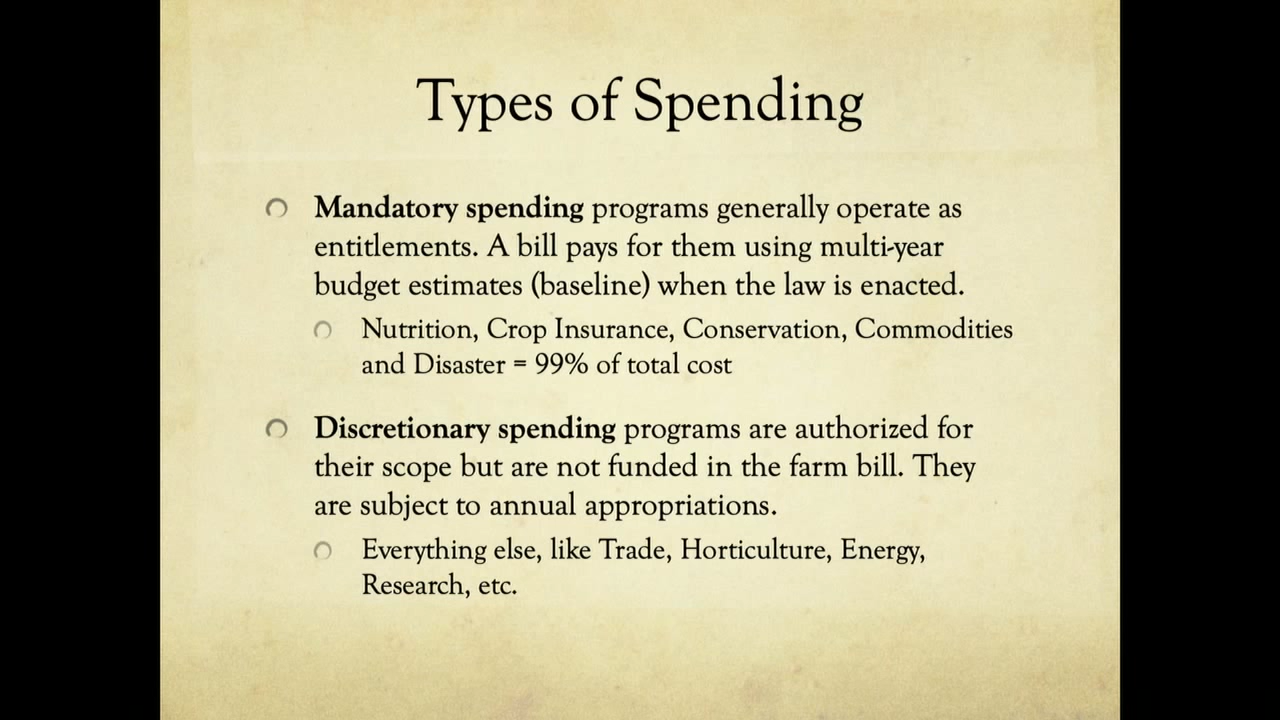 Types of Spending
Mandatory spending programs generally operate as
entitlements. A bill pays for them using multi-year
budget estimates (baseline) when the law is enacted.
Nutrition, Crop Insurance, Conservation, Commodities
and Disaster = 99% of total cost
Discretionary spending programs are authorized for
their scope but are not funded in the farm bill. They
are subject to annual appropriations.
Everything else, like Trade, Horticulture, Energy,
Research, etc.